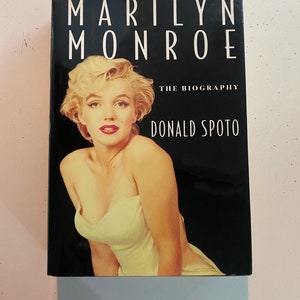 MARILYN
MONROE
THE BIOGRAPHY
DONALD SPOTO